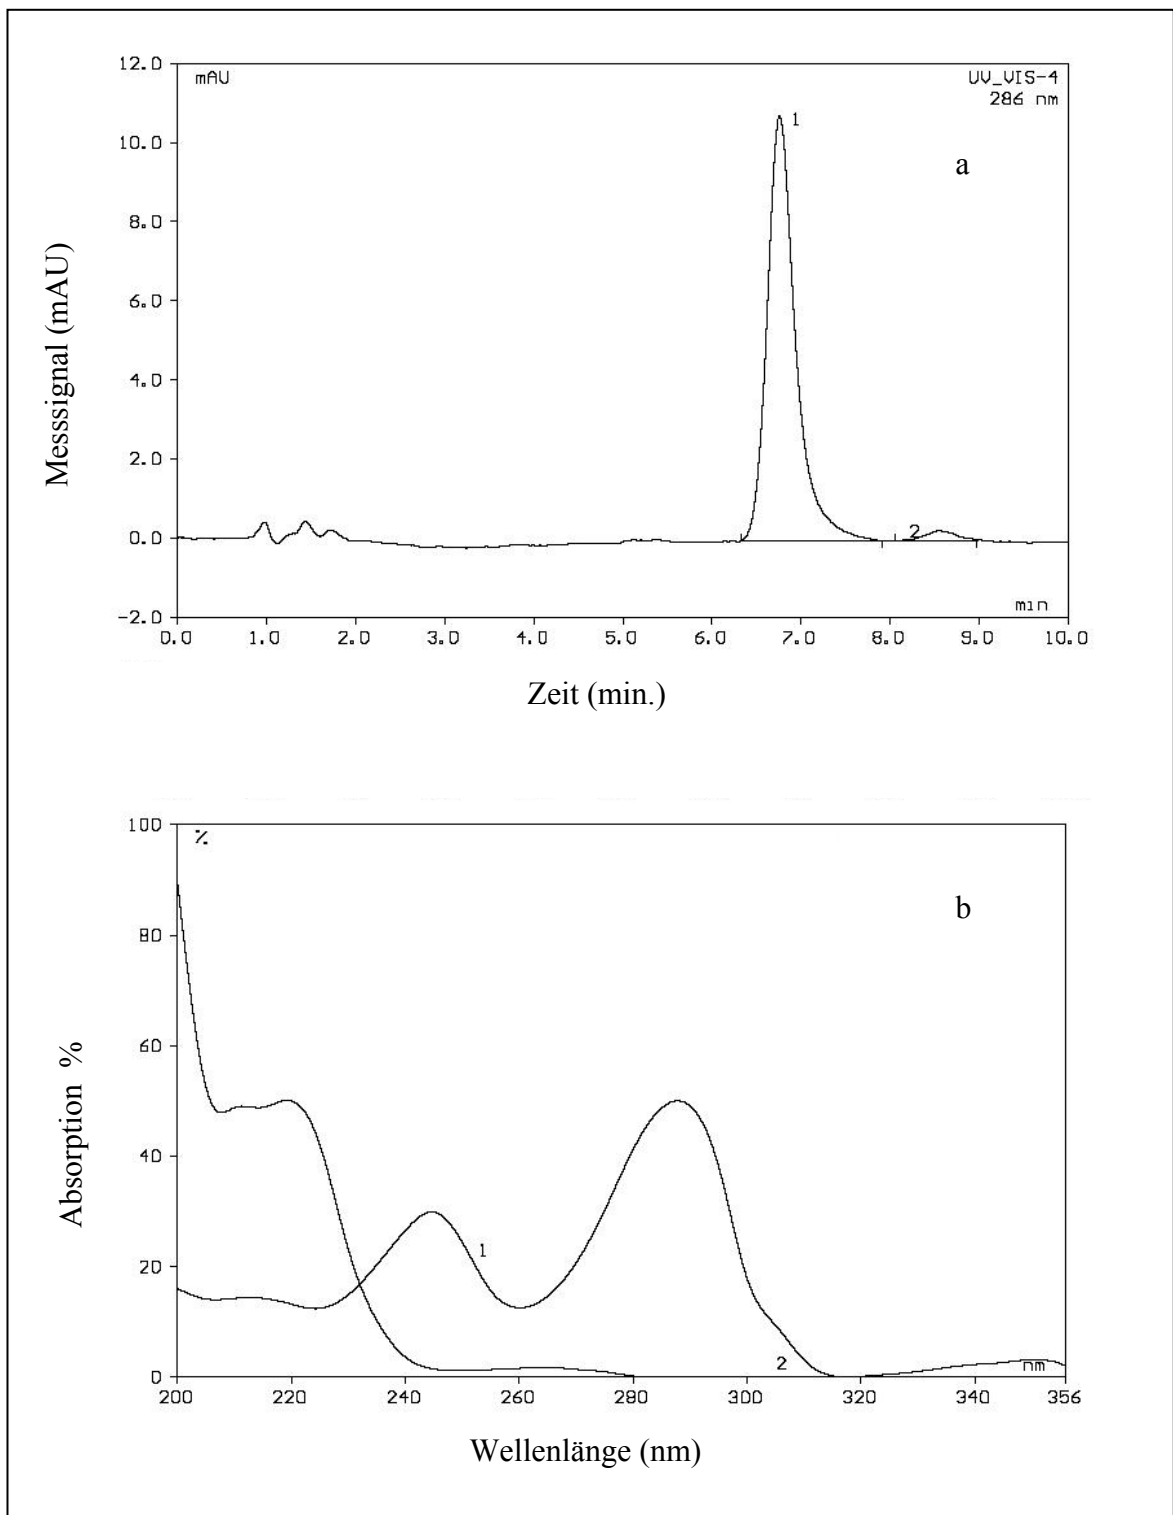 12.0
mAU
UV_VIS-4
286 nm
1
10.0
a
8.0
6.0
4.0
2.0
0.0
2
-2.0
min
0.0 1.0 2.0 3.0 4.0 5.0 6.0 7.0 8.0 9.0 10.0
Messsignal (mAU)
Zeit (min.)
100
%
b
80
60
40
20
0
1
2
nm
200 220 240 260 280 300 320 340 356
Absorption %
Wellenlänge (nm)